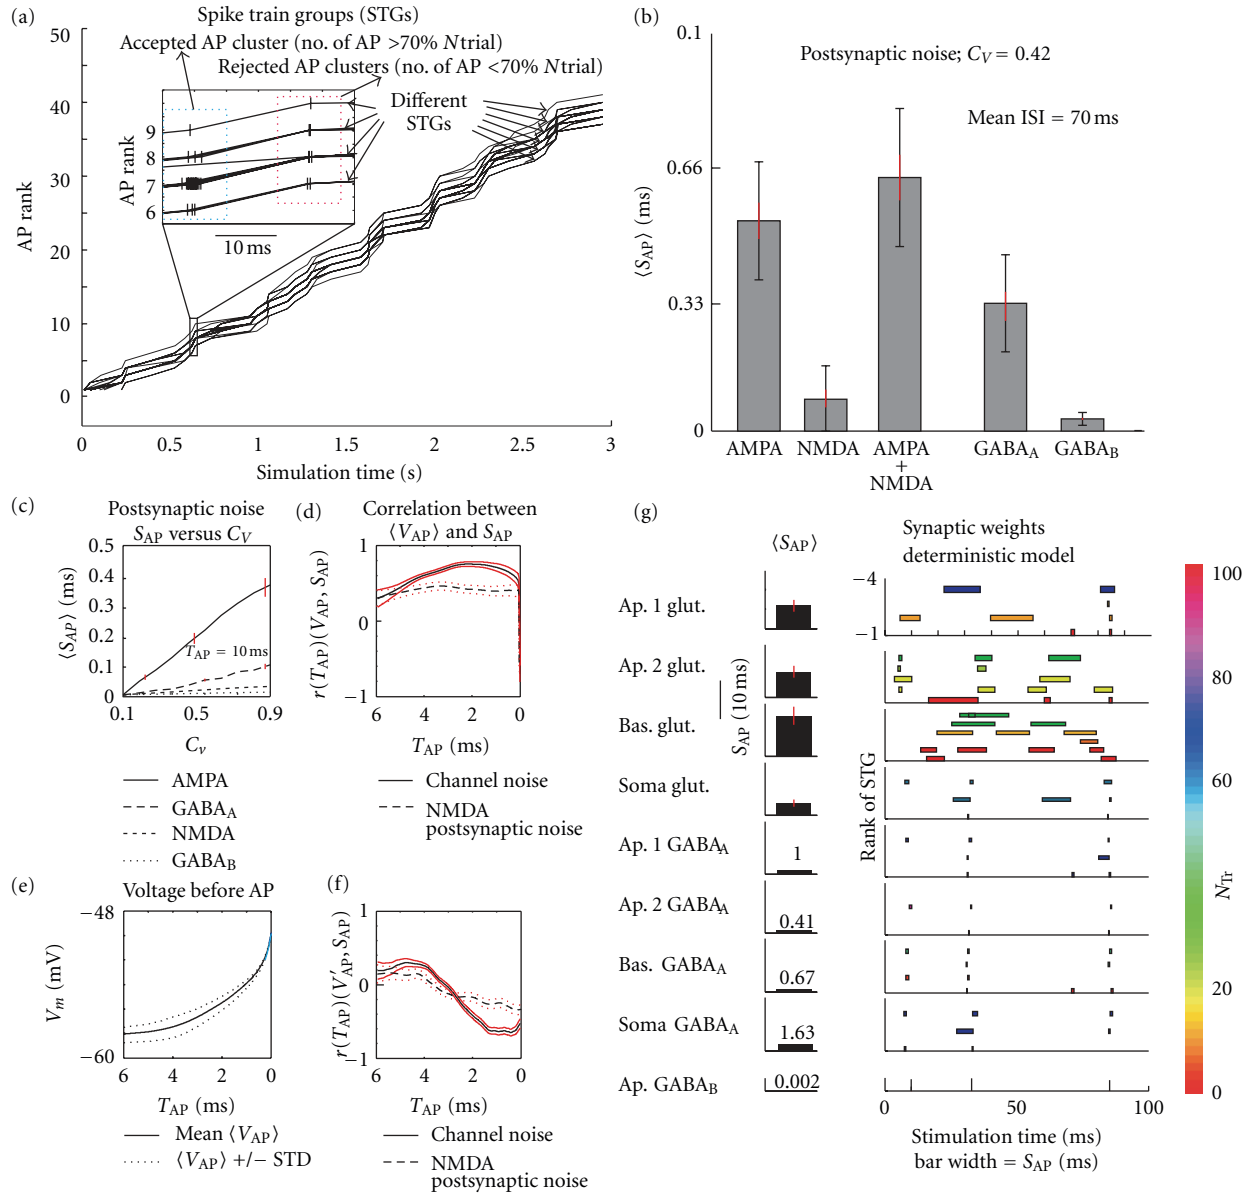 (a)
Spike train groups (STGs)
Accepted AP cluster (no. of AP >70% Ntrial)
Rejected AP clusters (no. of AP <70% Ntrial)
Different
STGs
AP rank
50
40
30
20
10
0
AP rank
9
8
7
6
10 ms
0
0.5
1
1.5
2
2.5
3
Simulation time (s)
(b)
Postsynaptic noise; CV = 0.42
Mean ISI = 70 ms
⟨SAP⟩ (ms)
0.1
0.66
0.33
0
AMPA
NMDA
AMPA
+
NMDA
GABAA
GABAB
(c)
Postsynaptic noise
SAP versus CV
⟨SAP⟩ (ms)
0.5
0.4
0.3
0.2
0.1
0
TAP = 10 ms
0.1
0.5
0.9
Cv
AMPA
GABAA
NMDA
GABAB
(d)
Correlation between
⟨VAP⟩ and SAP
r(TAP)(VAP, SAP)
1
0
−1
6
4
2
0
TAP (ms)
Channel noise
NMDA
postsynaptic noise
(e)
Voltage before AP
Vm (mV)
−48
−60
6
4
2
0
TAP (ms)
Mean ⟨VAP⟩
⟨VAP⟩ +/− STD
(f)
r(TAP)(V′AP, SAP)
1
0
−1
6
4
2
0
TAP (ms)
Channel noise
NMDA
postsynaptic noise
(g)
⟨SAP⟩
Synaptic weights
deterministic model
Ap. 1 glut.
Ap. 2 glut.
Bas. glut.
Soma glut.
Ap. 1 GABAA
Ap. 2 GABAA
Bas. GABAA
Soma GABAA
Ap. GABAB
SAP (10 ms)
1
0.41
0.67
1.63
0.002
Rank of STG
−4
−1
0
50
100
Stimulation time (ms)
bar width = SAP (ms)
100
80
60
40
20
0
NTr